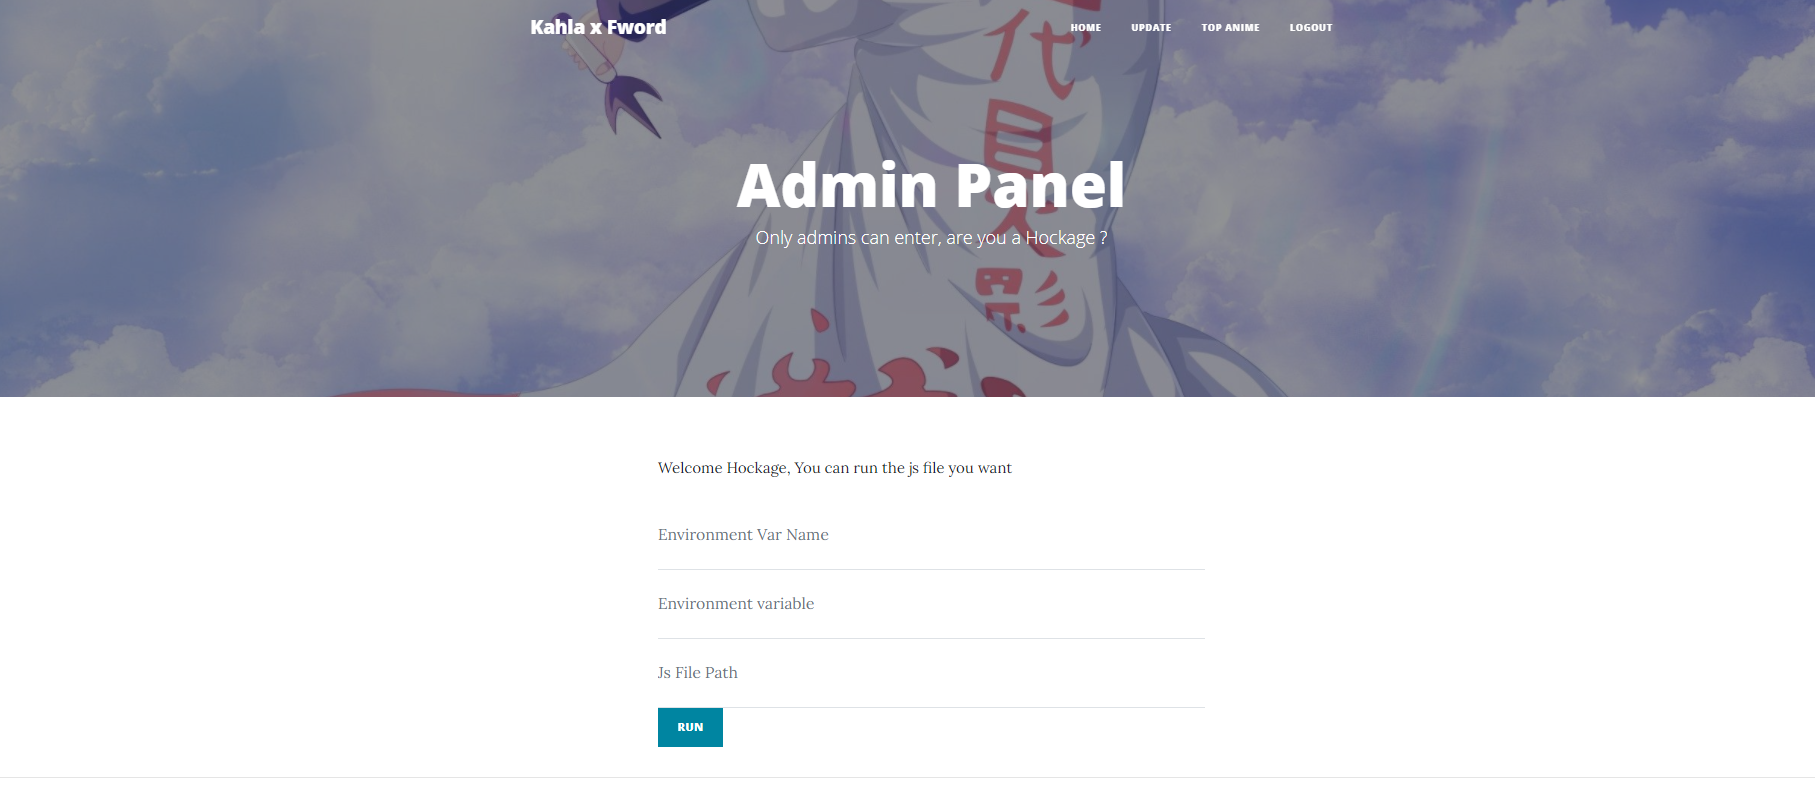 Kahla x Fword
HOME UPDATE TOP ANIME LOGOUT
代目火影
Admin Panel
Only admins can enter, are you a Hockage ?
Welcome Hockage, You can run the js file you want
Environment Var Name
Environment variable
Js File Path
RUN